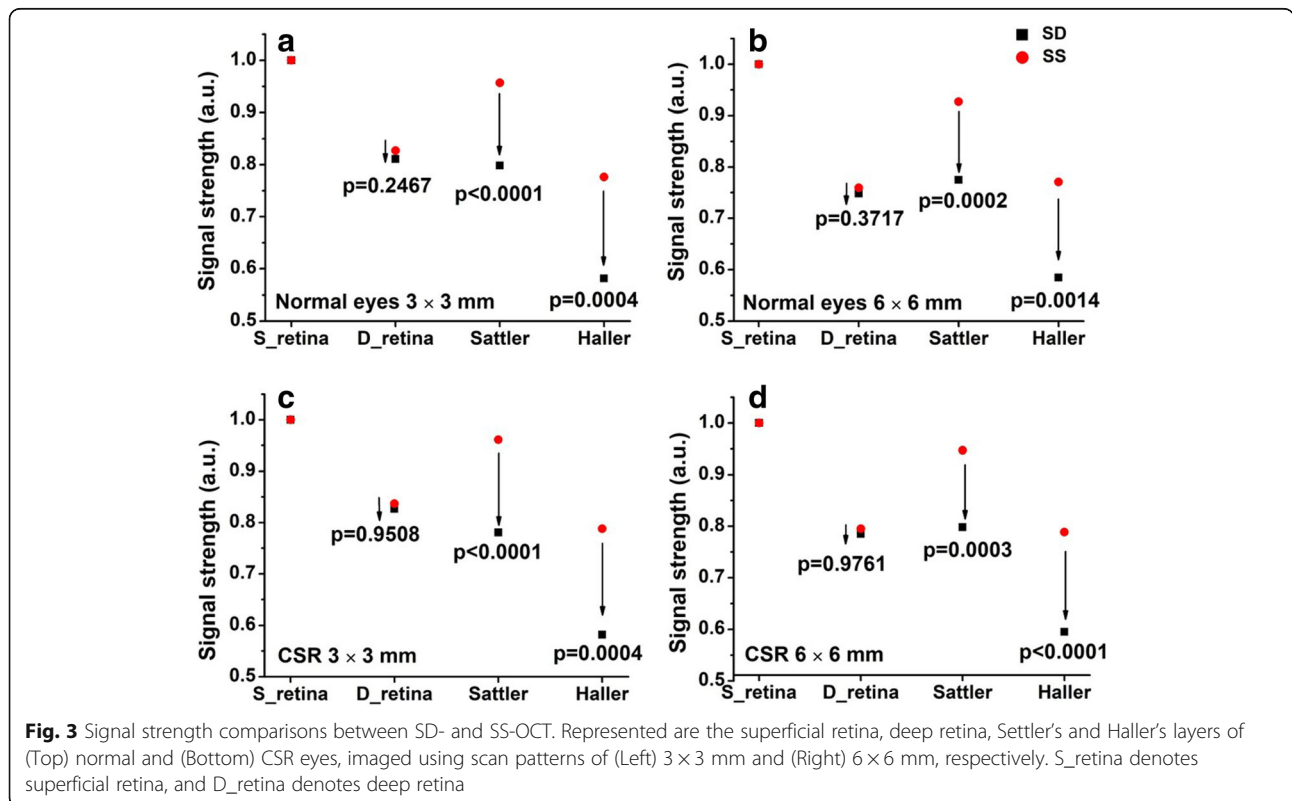 a
b
SD
SS
Signal strength (a.u.)
1.0
0.9
0.8
0.7
0.6
0.5
p=0.2467
p<0.0001
p=0.0004
Normal eyes 3 × 3 mm
S_retina D_retina Sattler Haller
Signal strength (a.u.)
1.0
0.9
0.8
0.7
0.6
0.5
p=0.3717
p=0.0002
p=0.0014
Normal eyes 6 × 6 mm
S_retina D_retina Sattler Haller
c
d
Signal strength (a.u.)
1.0
0.9
0.8
0.7
0.6
0.5
p=0.9508
p<0.0001
p=0.0004
CSR 3 × 3 mm
S_retina D_retina Sattler Haller
Signal strength (a.u.)
1.0
0.9
0.8
0.7
0.6
0.5
p=0.9761
p=0.0003
p<0.0001
CSR 6 × 6 mm
S_retina D_retina Sattler Haller
Fig. 3 Signal strength comparisons between SD- and SS-OCT. Represented are the superficial retina, deep retina, Settler's and Haller's layers of
(Top) normal and (Bottom) CSR eyes, imaged using scan patterns of (Left) 3 × 3 mm and (Right) 6 × 6 mm, respectively. S_retina denotes
superficial retina, and D_retina denotes deep retina